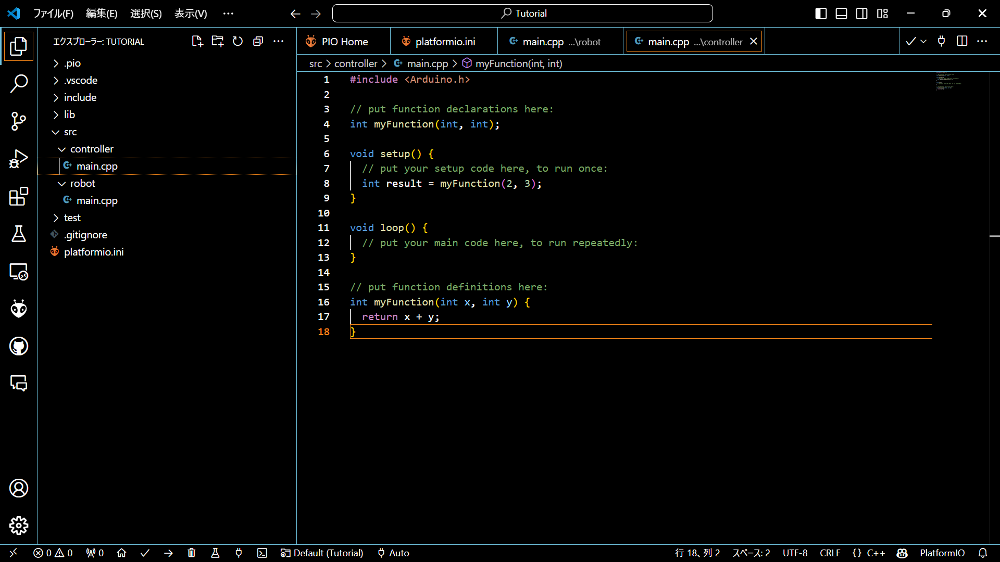 ファイル(F) 編集(E) 選択(S) 表示(V) ··· Tutorial
エクスプローラー: TUTORIAL
.pio
.vscode
include
lib
src
controller
main.cpp
robot
main.cpp
test
.gitignore
platformio.ini
PIO Home platformio.ini main.cpp ...\robot main.cpp ...\controller
src > controller > main.cpp > myFunction(int, int)
1 #include <Arduino.h>
2
3 // put function declarations here:
4 int myFunction(int, int);
5
6 void setup() {
7 // put your setup code here, to run once:
8 int result = myFunction(2, 3);
9 }
10
11 void loop() {
12 // put your main code here, to run repeatedly:
13 }
14
15 // put function definitions here:
16 int myFunction(int x, int y) {
17 return x + y;
18 }
0 0 0 Default (Tutorial) Auto 行 18、列 2 スペース: 2 UTF-8 CRLF {} C++ PlatformIO